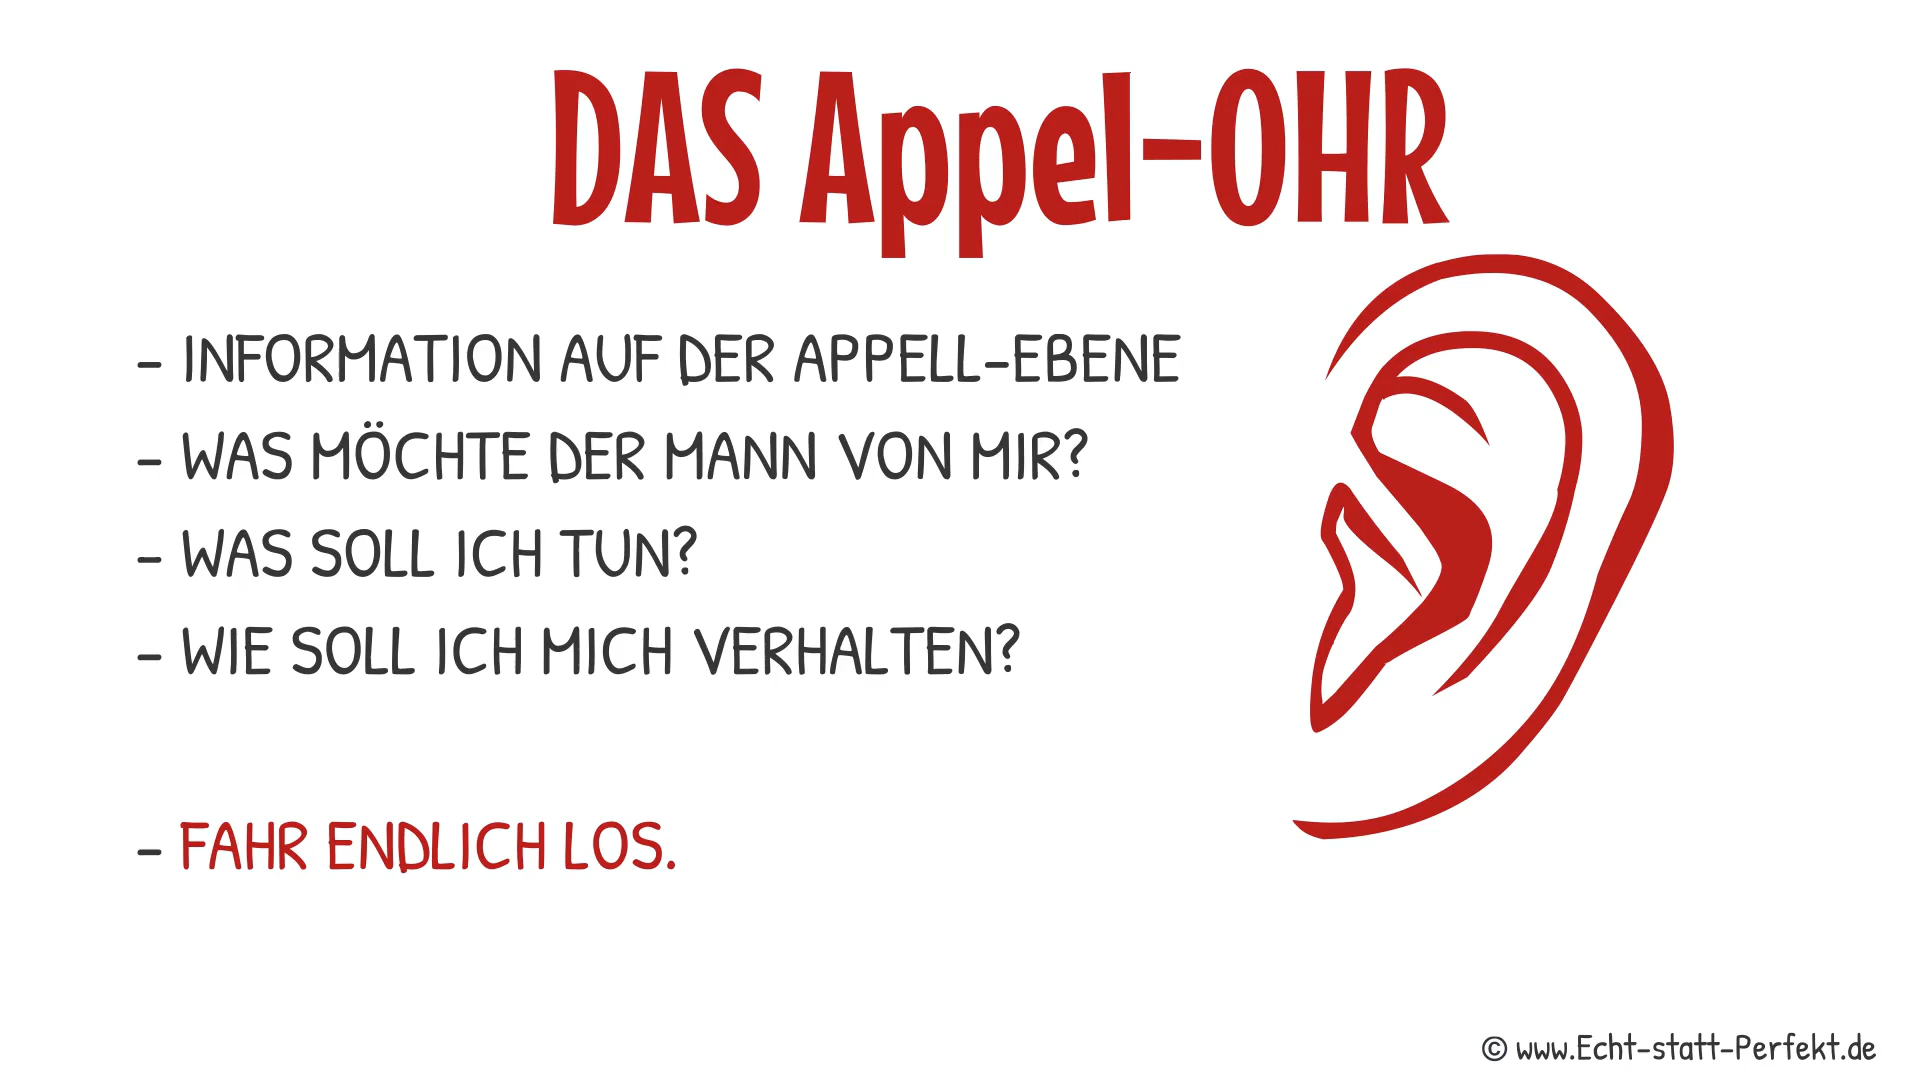 DAS Appel-OHR
- INFORMATION AUF DER APPELL-EBENE
- WAS MÖCHTE DER MANN VON MIR?
- WAS SOLL ICH TUN?
- WIE SOLL ICH MICH VERHALTEN?
- FAHR ENDLICH LOS.
© www.Echt-statt-Perfekt.de